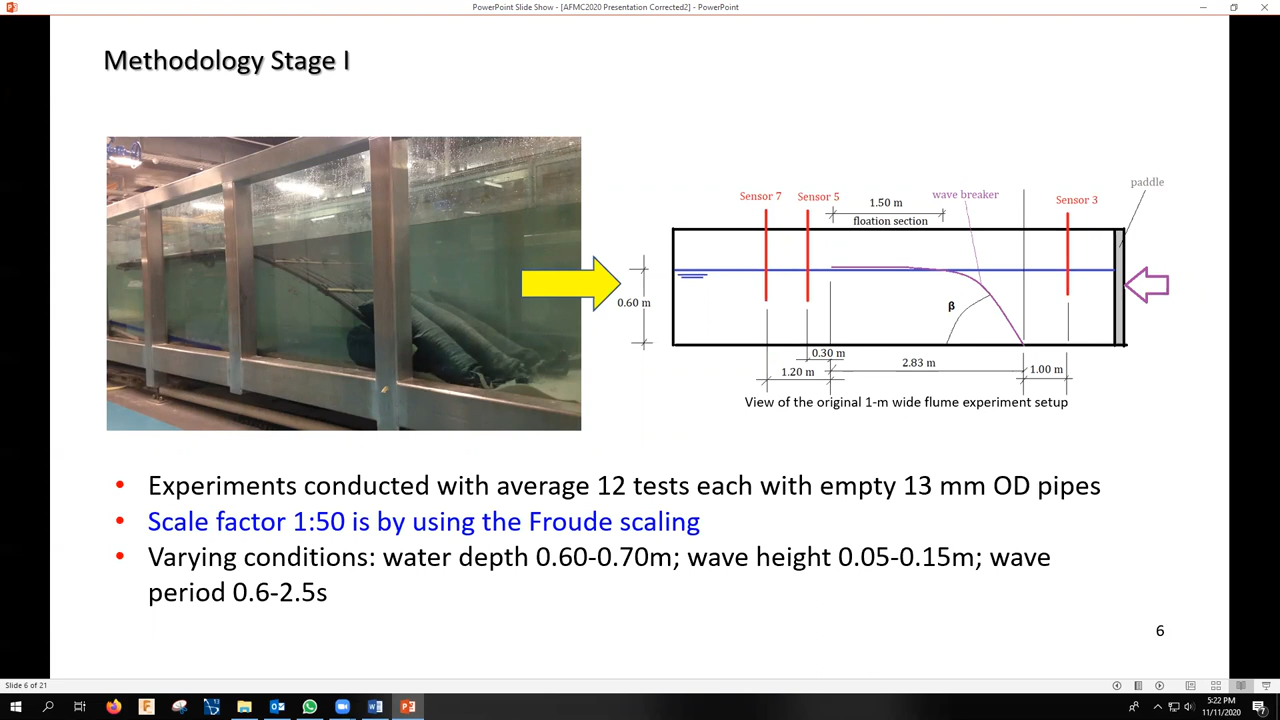 PowerPoint Slide Show - [AFMC2020 Presentation Corrected2] - PowerPoint
Methodology Stage I
paddle
Sensor 7
Sensor 5
wave breaker
Sensor 3
1.50 m
floation section
β
0.60 m
0.30 m
2.83 m
1.20 m
1.00 m
View of the original 1-m wide flume experiment setup
• Experiments conducted with average 12 tests each with empty 13 mm OD pipes
• Scale factor 1:50 is by using the Froude scaling
• Varying conditions: water depth 0.60-0.70m; wave height 0.05-0.15m; wave
period 0.6-2.5s
6
Slide 6 of 21
5:22 PM
11/11/2020